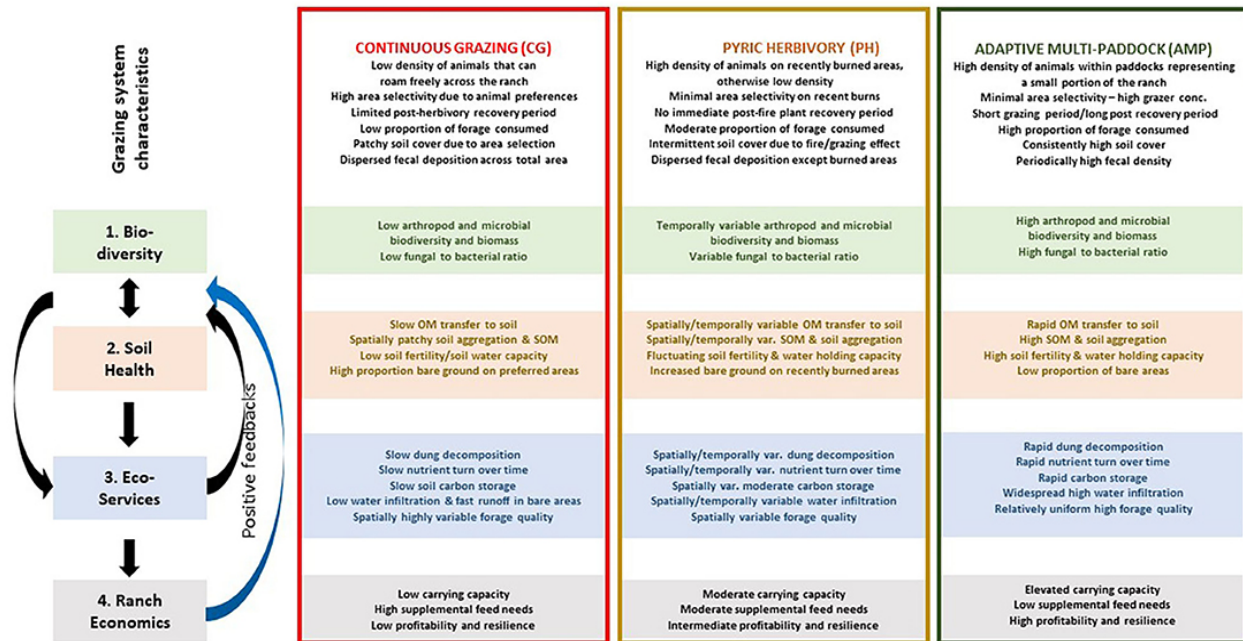 Grazing system
characteristics
1. Bio-
diversity
2. Soil
Health
3. Eco-
Services
4. Ranch
Economics
Positive feedbacks
CONTINUOUS GRAZING (CG)
Low density of animals that can
roam freely across the ranch
High area selectivity due to animal preferences
Limited post-herbivory recovery period
Low proportion of forage consumed
Patchy soil cover due to area selection
Dispersed fecal deposition across total area
Low arthropod and microbial
biodiversity and biomass
Low fungal to bacterial ratio
Slow OM transfer to soil
Spatially patchy soil aggregation & SOM
Low soil fertility/soil water capacity
High proportion bare ground on preferred areas
Slow dung decomposition
Slow nutrient turn over time
Slow soil carbon storage
Low water infiltration & fast runoff in bare areas
Spatially highly variable forage quality
Low carrying capacity
High supplemental feed needs
Low profitability and resilience
PYRIC HERBIVORY (PH)
High density of animals on recently burned areas,
otherwise low density
Minimal area selectivity on recent burns
No immediate post-fire plant recovery period
Moderate proportion of forage consumed
Intermittent soil cover due to fire/grazing effect
Dispersed fecal deposition except burned areas
Temporally variable arthropod and microbial
biodiversity and biomass
Variable fungal to bacterial ratio
Spatially/temporally variable OM transfer to soil
Spatially/temporally var. SOM & soil aggregation
Fluctuating soil fertility & water holding capacity
Increased bare ground on recently burned areas
Spatially/temporally var. dung decomposition
Spatially/temporally var. nutrient turn over time
Spatially var. moderate carbon storage
Spatially/temporally variable water infiltration
Spatially variable forage quality
Moderate carrying capacity
Moderate supplemental feed needs
Intermediate profitability and resilience
ADAPTIVE MULTI-PADDOCK (AMP)
High density of animals within paddocks representing
a small portion of the ranch
Minimal area selectivity – high grazer conc.
Short grazing period/long post recovery period
High proportion of forage consumed
Consistently high soil cover
Periodically high fecal density
High arthropod and microbial
biodiversity and biomass
High fungal to bacterial ratio
Rapid OM transfer to soil
High SOM & soil aggregation
High soil fertility & water holding capacity
Low proportion of bare areas
Rapid dung decomposition
Rapid nutrient turn over time
Rapid carbon storage
Widespread high water infiltration
Relatively uniform high forage quality
Elevated carrying capacity
Low supplemental feed needs
High profitability and resilience